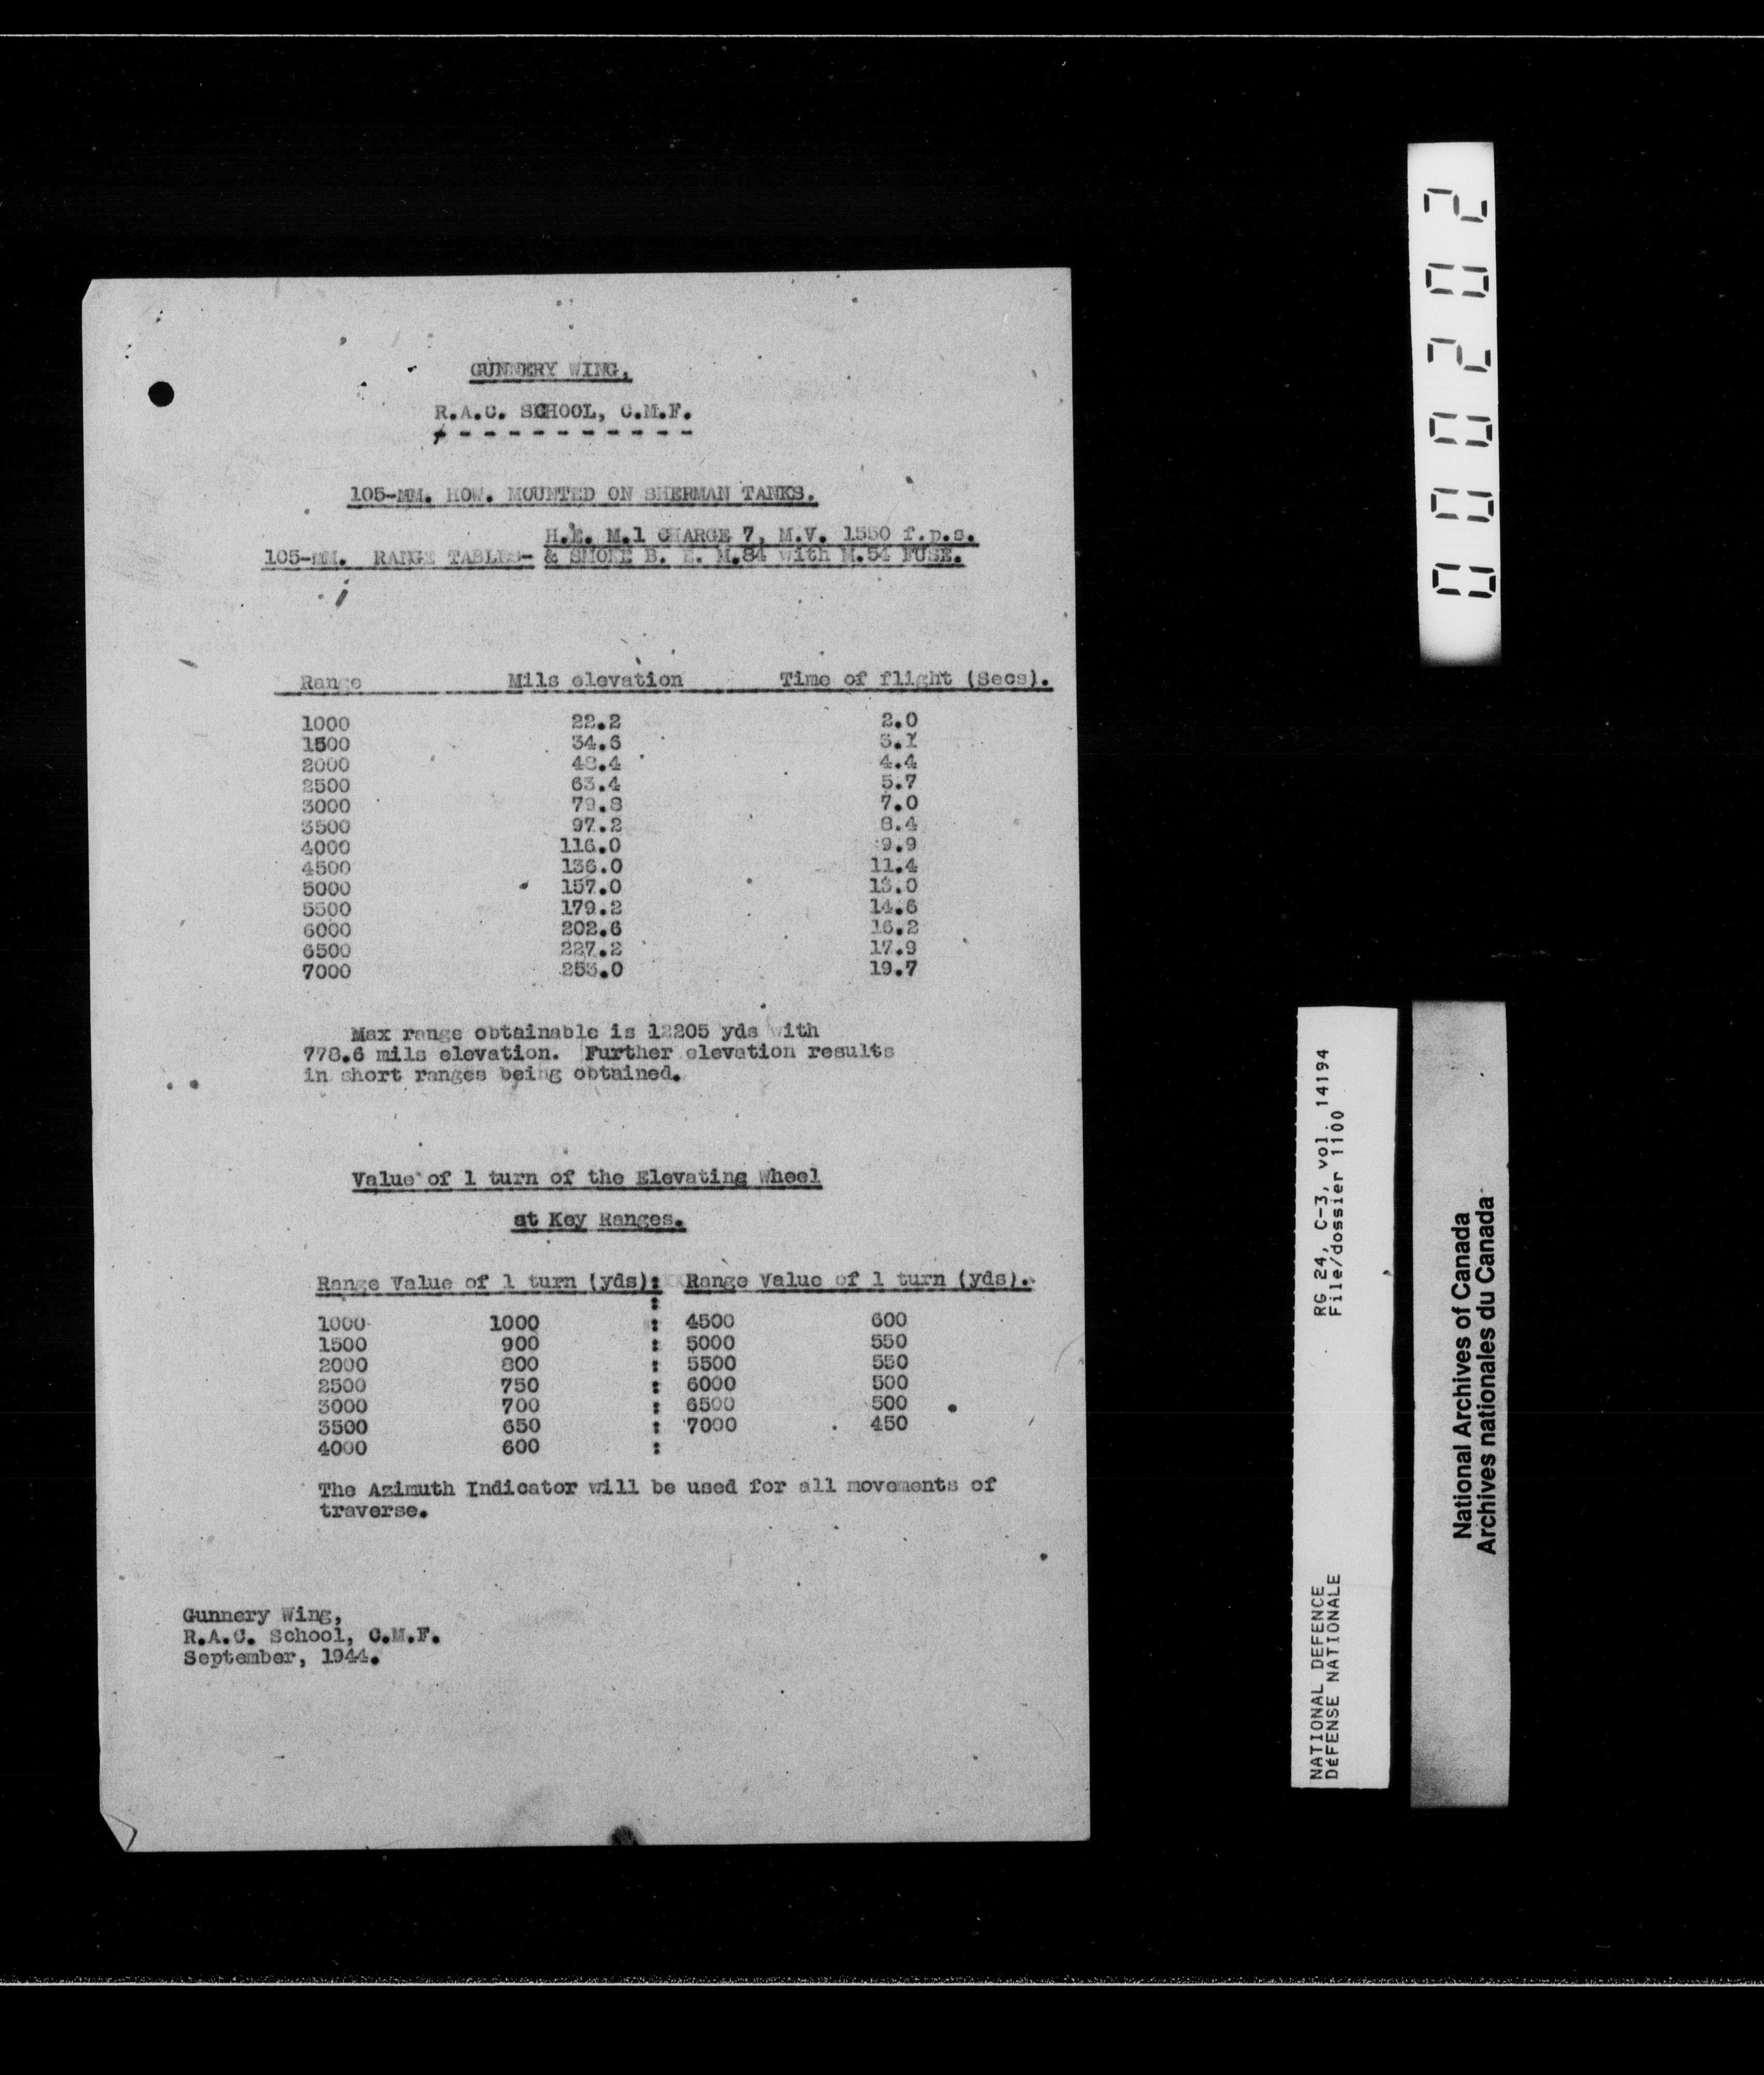 GUNNERY WING,
R.A.C. SCHOOL, C.M.F.
105-MM. HOW. MOUNTED ON SHERMAN TANKS.
H.E. M.1 CHARGE 7, M.V. 1550 f.p.s.
105-MM. RANGE TABLES- & SMOKE B. E. M.84 with M.54 FUSE.
Range Mils elevation Time of flight (Secs).
1000 22.2 2.0
1500 34.6 3.1
2000 48.4 4.4
2500 63.4 5.7
3000 79.8 7.0
3500 97.2 8.4
4000 116.0 9.9
4500 136.0 11.4
5000 157.0 13.0
5500 179.2 14.6
6000 202.6 16.2
6500 227.2 17.9
7000 253.0 19.7
Max range obtainable is 12205 yds with
778.6 mils elevation. Further elevation results
in short ranges being obtained.
Value of 1 turn of the Elevating Wheel
at Key Ranges.
Range Value of 1 turn (yds): Range Value of 1 turn (yds).
:
1000 1000 : 4500 600
1500 900 : 5000 550
2000 800 : 5500 550
2500 750 : 6000 500
3000 700 : 6500 500
3500 650 : 7000 450
4000 600 :
The Azimuth Indicator will be used for all movements of
traverse.
Gunnery Wing,
R.A.C. School, C.M.F.
September, 1944.
000202
NATIONAL DEFENCE RG 24, C-3, vol. 14194
DéFENSE NATIONALE File/dossier 1100
National Archives of Canada
Archives nationales du Canada